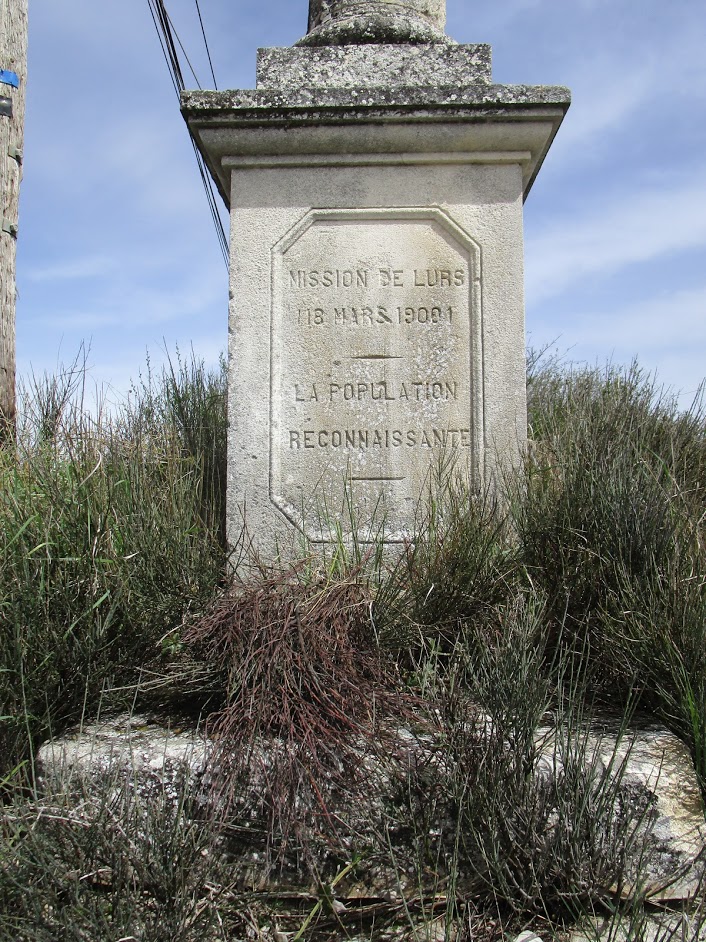 MISSION DE LURS
(18 MARS 1900)
LA POPULATION
RECONNAISSANTE